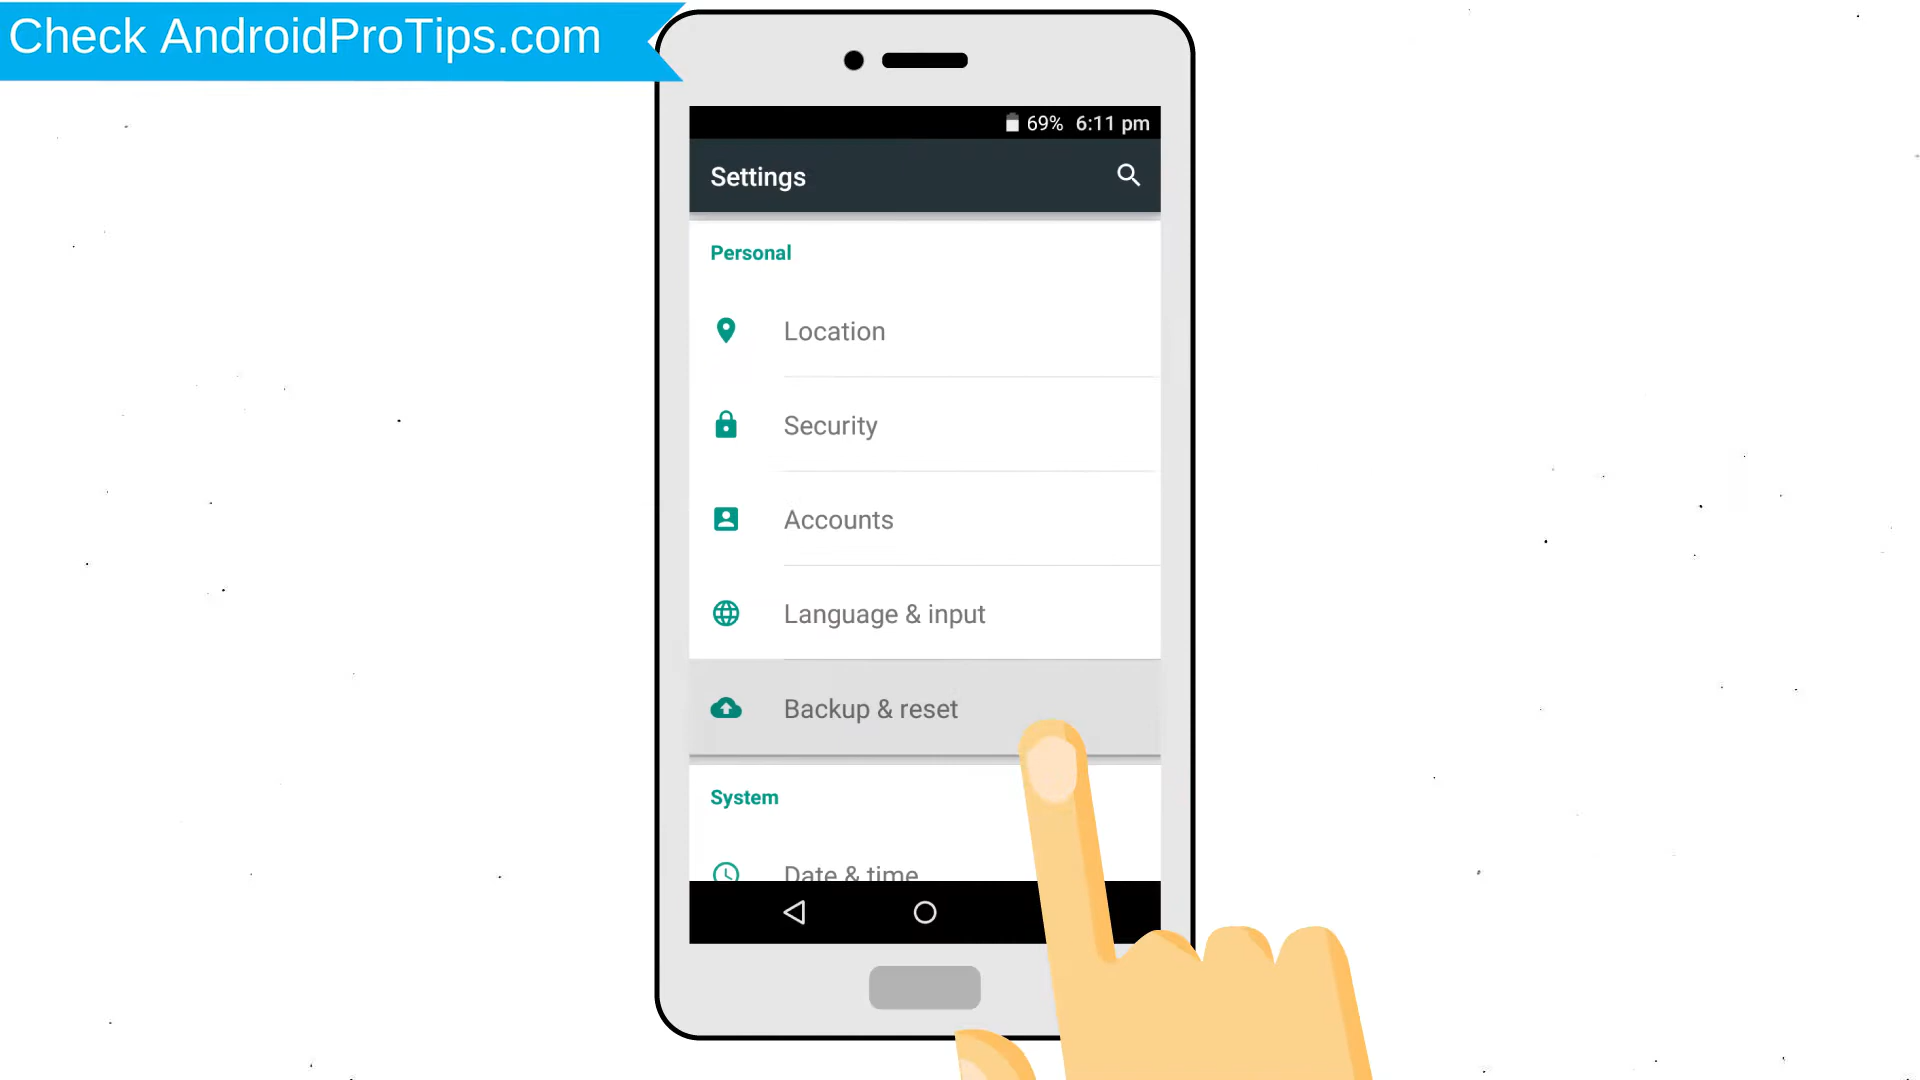 Check AndroidProTips.com
69% 6:11 pm
Settings
Personal
Location
Security
Accounts
Language & input
Backup & reset
System
Date & time